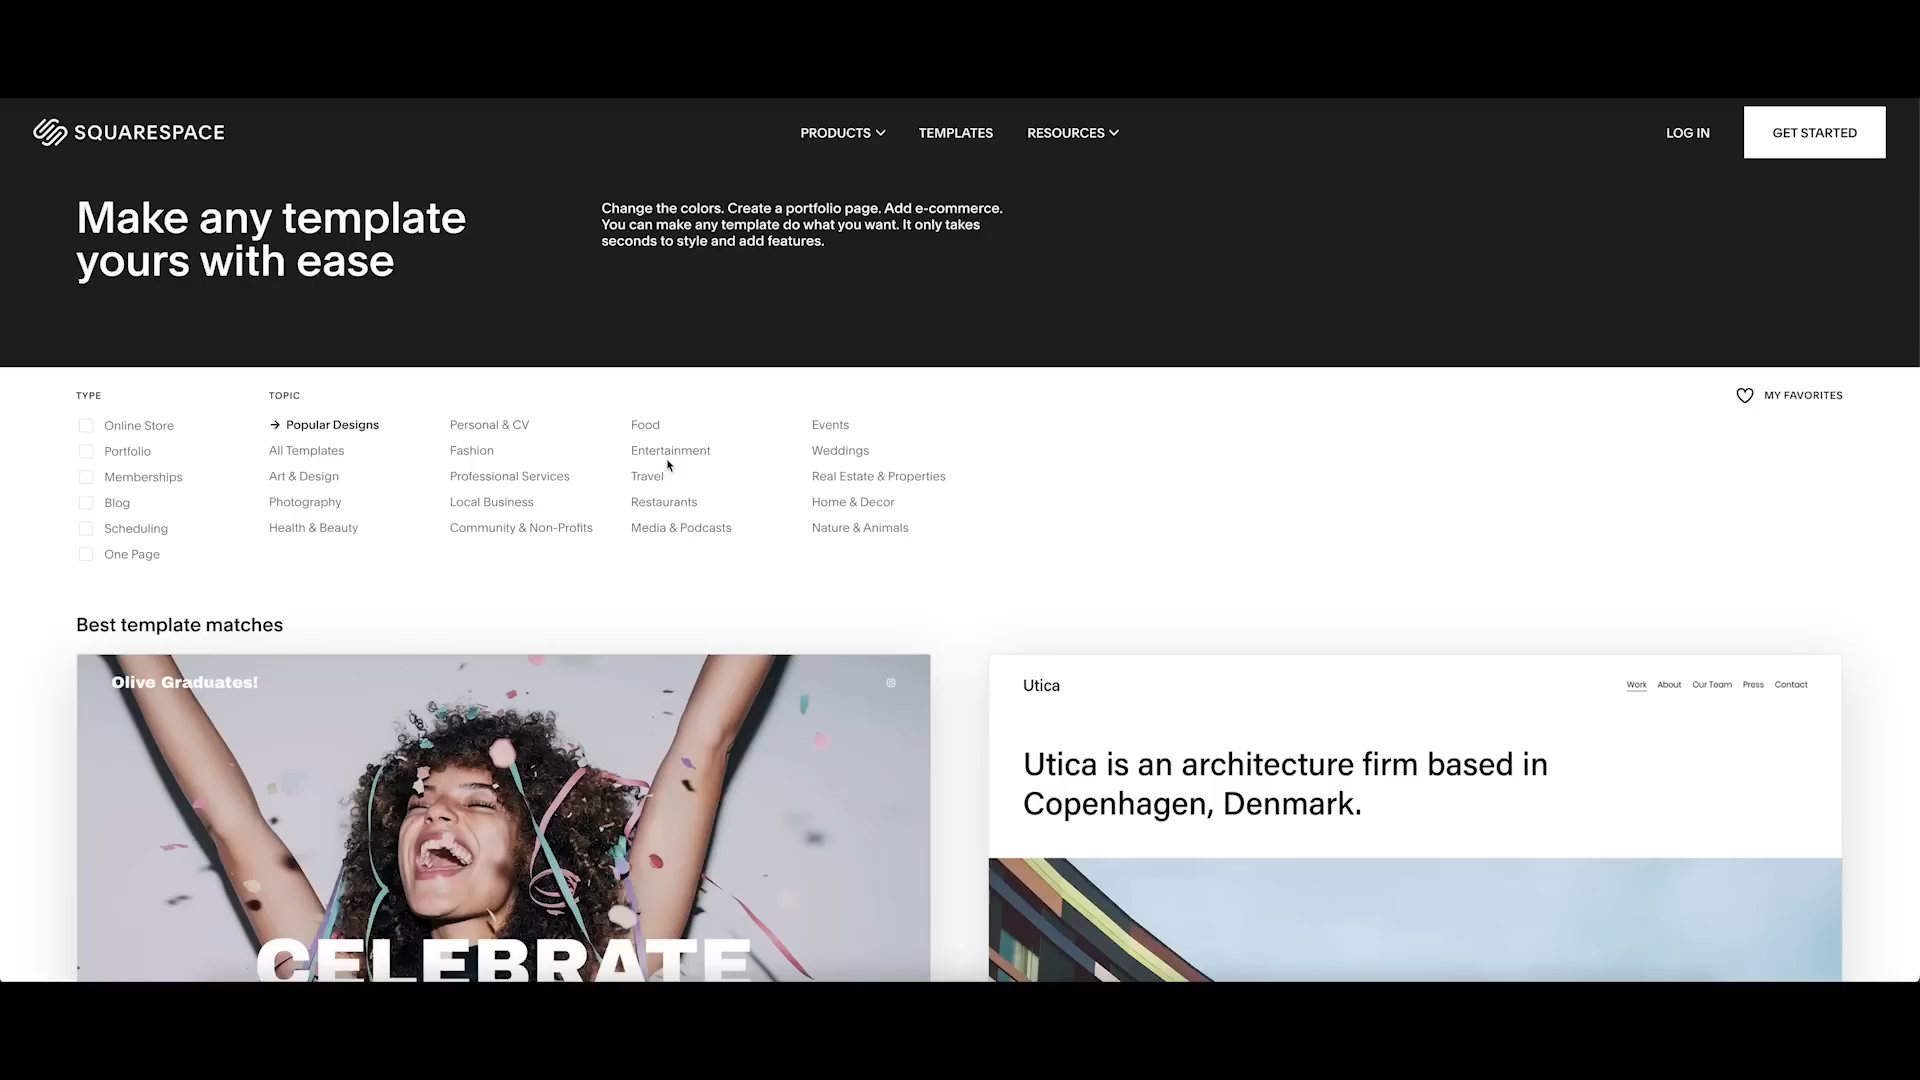 SQUARESPACE
PRODUCTS
TEMPLATES
RESOURCES
LOG IN
GET STARTED
Make any template
yours with ease
Change the colors. Create a portfolio page. Add e-commerce.
You can make any template do what you want. It only takes
seconds to style and add features.
TYPE
Online Store
Portfolio
Memberships
Blog
Scheduling
One Page
TOPIC
Popular Designs
All Templates
Art & Design
Photography
Health & Beauty
Personal & CV
Fashion
Professional Services
Local Business
Community & Non-Profits
Food
Entertainment
Travel
Restaurants
Media & Podcasts
Events
Weddings
Real Estate & Properties
Home & Decor
Nature & Animals
MY FAVORITES
Best template matches
Olive Graduates!
CELEBRATE
Utica
Work
About
Our Team
Press
Contact
Utica is an architecture firm based in
Copenhagen, Denmark.